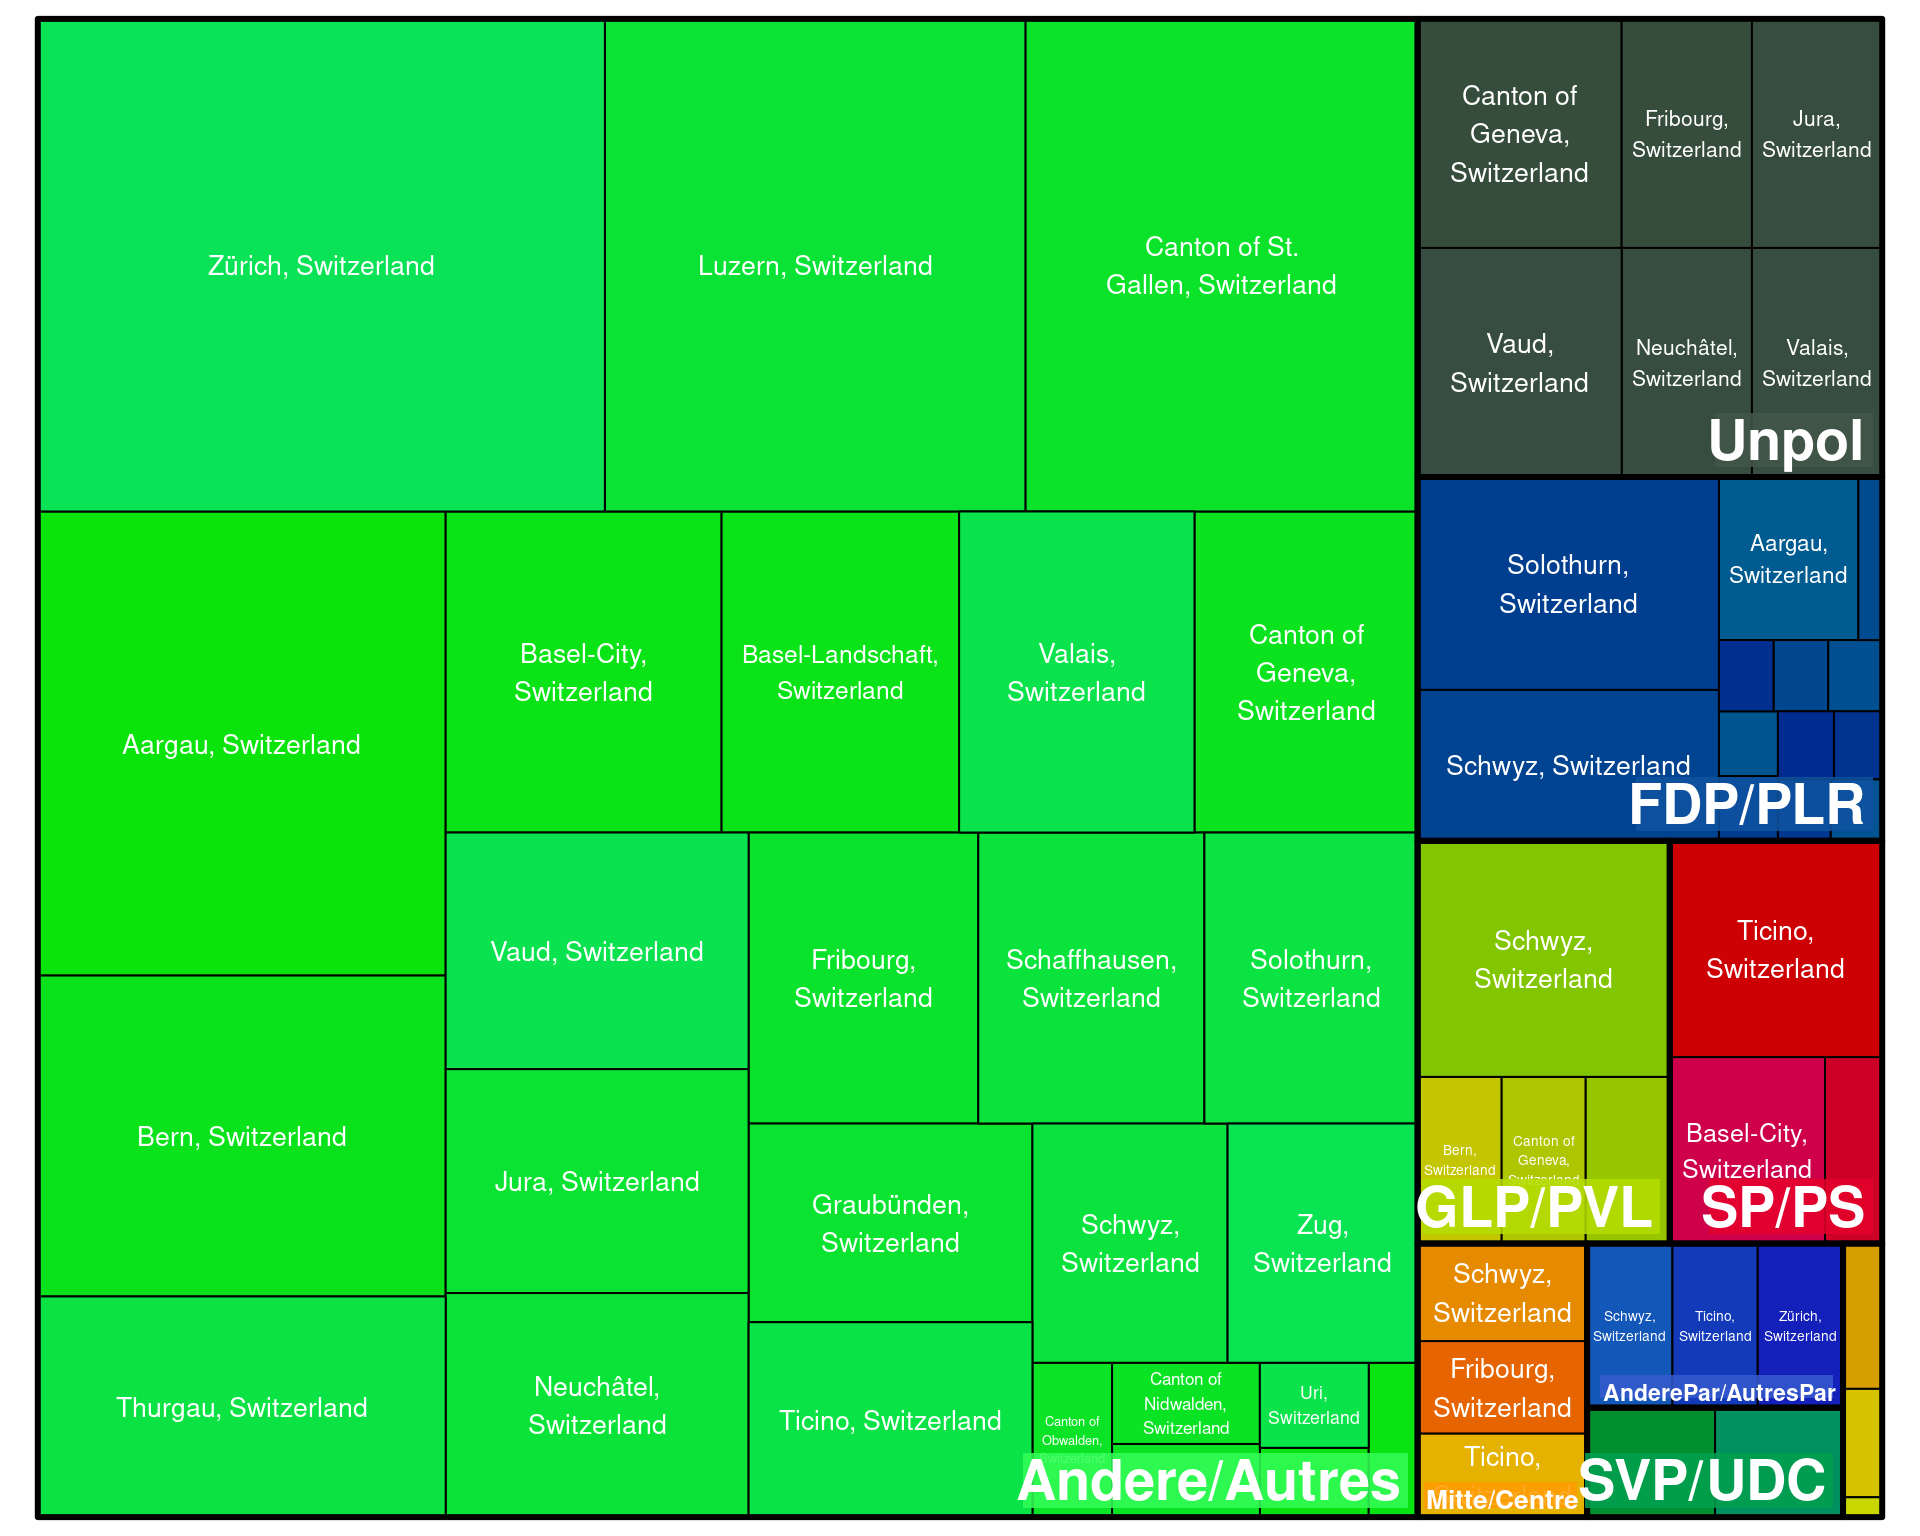 Zürich, Switzerland
Luzern, Switzerland
Canton of St.
Gallen, Switzerland
Aargau, Switzerland
Basel-City,
Switzerland
Basel-Landschaft,
Switzerland
Valais,
Switzerland
Canton of
Geneva,
Switzerland
Bern, Switzerland
Thurgau, Switzerland
Vaud, Switzerland
Jura, Switzerland
Neuchâtel,
Switzerland
Fribourg,
Switzerland
Schaffhausen,
Switzerland
Solothurn,
Switzerland
Graubünden,
Switzerland
Ticino, Switzerland
Schwyz,
Switzerland
Zug,
Switzerland
Canton of
Obwalden,
Switzerland
Canton of
Nidwalden,
Switzerland
Uri,
Switzerland
Andere/Autres
Canton of
Geneva,
Switzerland
Fribourg,
Switzerland
Jura,
Switzerland
Vaud,
Switzerland
Neuchâtel,
Switzerland
Valais,
Switzerland
Unpol
Solothurn,
Switzerland
Aargau,
Switzerland
Schwyz, Switzerland
FDP/PLR
Schwyz,
Switzerland
Bern,
Switzerland
Canton of
Geneva,
Switzerland
GLP/PVL
Ticino,
Switzerland
Basel-City,
Switzerland
SP/PS
Schwyz,
Switzerland
Fribourg,
Switzerland
Ticino,
Mitte/Centre
Schwyz,
Switzerland
Ticino,
Switzerland
Zürich,
Switzerland
AnderePar/AutresPar
SVP/UDC